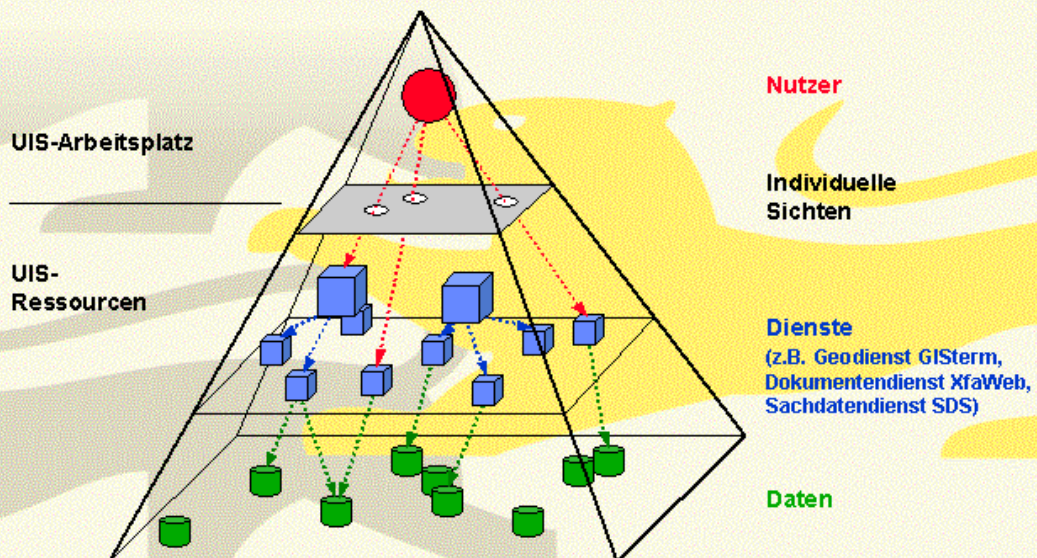 UIS-Arbeitsplatz
UIS-
Ressourcen
Nutzer
Individuelle
Sichten
Dienste
(z.B. Geodienst GISterm,
Dokumentendienst XfaWeb,
Sachdatendienst SDS)
Daten